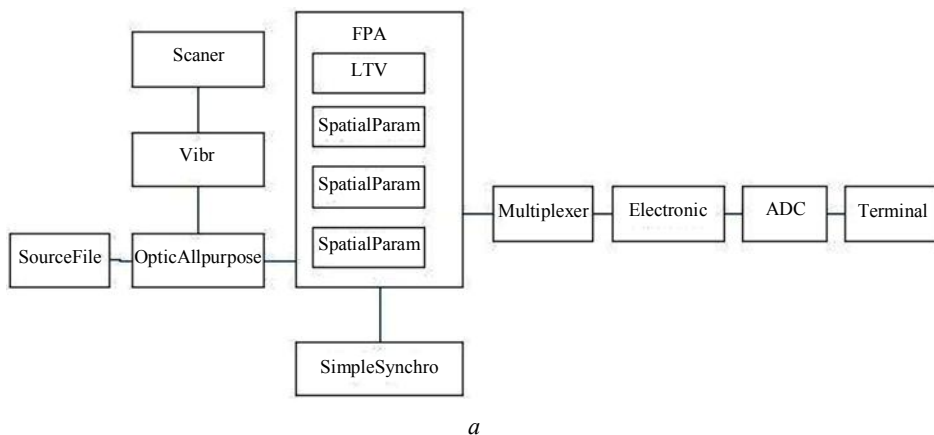 FPA
Scaner
LTV
SpatialParam
Vibr
SpatialParam
Multiplexer
Electronic
ADC
Terminal
SourceFile
OpticAllpurpose
SpatialParam
SimpleSynchro
a